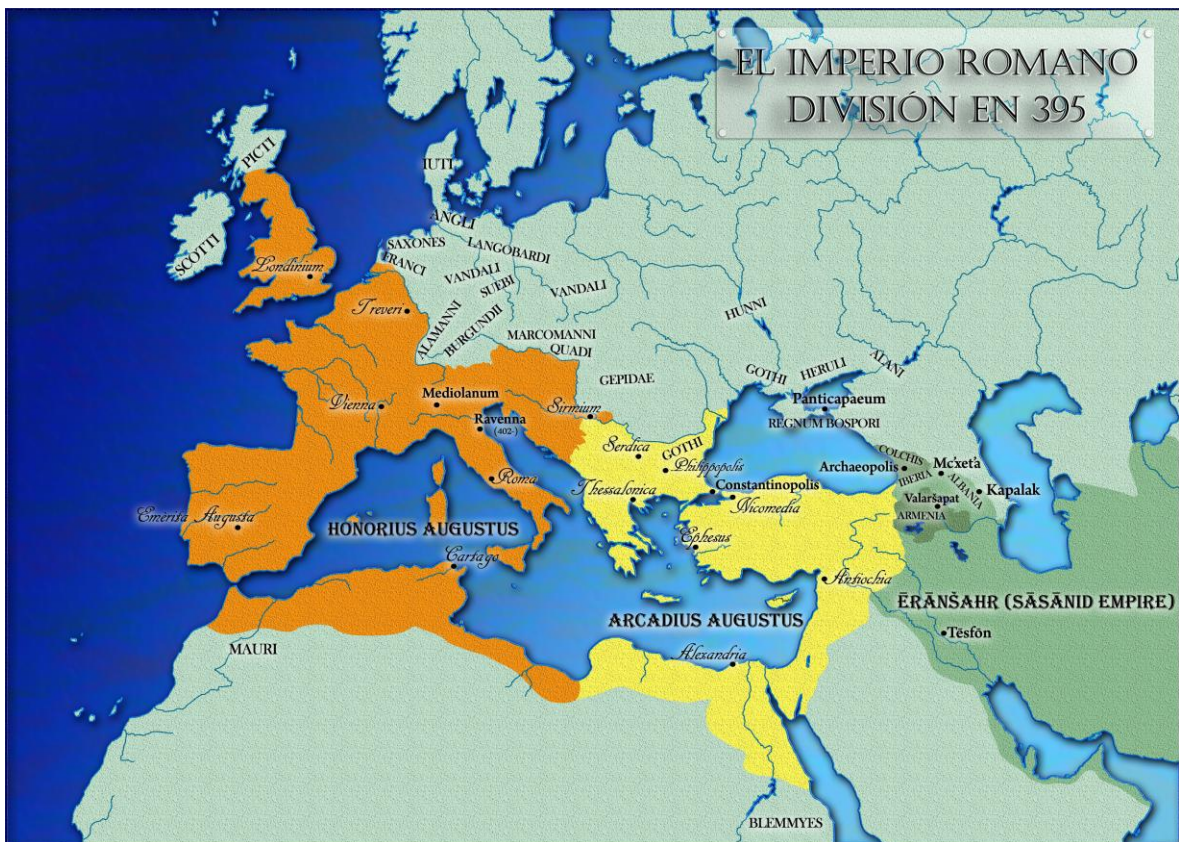 EL IMPERIO ROMANO
DIVISIÓN EN 395
PICTI
SCOTTI
IUTI
ANGLI
SAXONES
LANGOBARDI
FRANCI
Londinium
VANDALI
SUEBI
VANDALI
Treveri
ALAMANNI
BURGUNDII
MARCOMANNI
QUADI
HUNNI
GEPIDAE
GOTHI
HERULI
ALANI
Vienna
Mediolanum
Ravenna
(402-)
Sirmium
Panticapaeum
REGNUM BOSPORI
Serdica
GOTHI
Philippopolis
COLCHIS
Archaeopolis
IBERIA
Mc'xet'a
ALBANIA
Kapalak
Roma
Thessalonica
Constantinopolis
Nicomedia
Valaršapat
ARMENIA
Emerita Augusta
HONORIUS AUGUSTUS
Cartago
Ephesus
Antiochia
ĒRĀNŠAHR (SĀSĀNID EMPIRE)
ARCADIUS AUGUSTUS
Tēsfōn
MAURI
Alexandria
BLEMMYES